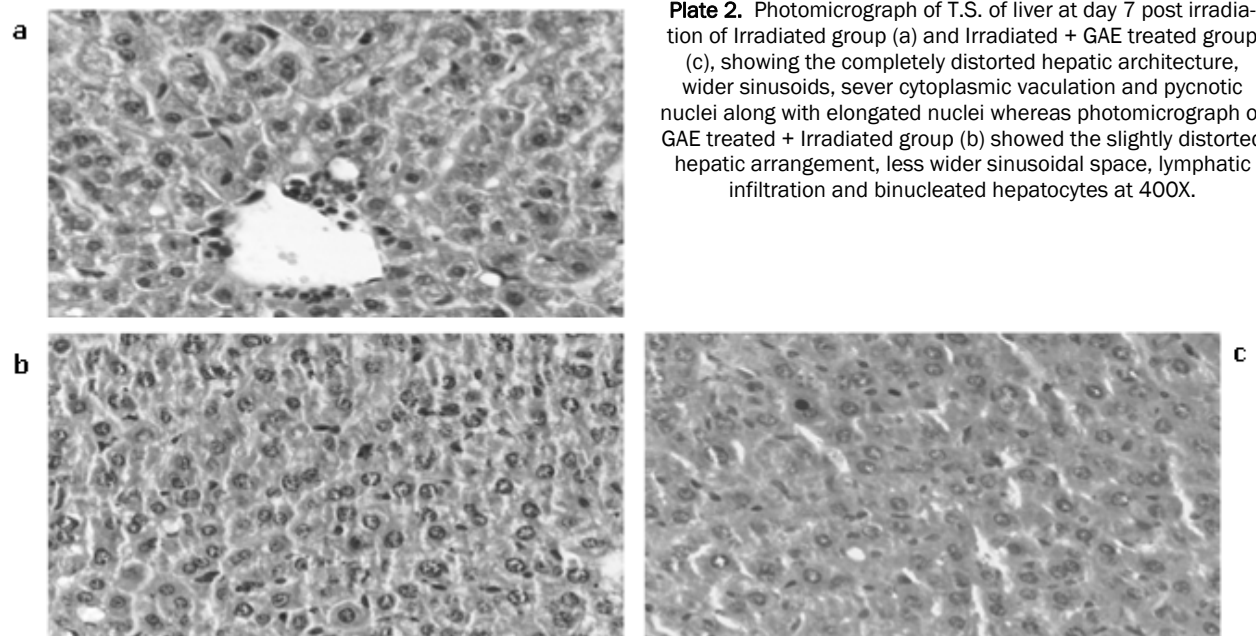 a
Plate 2. Photomicrograph of T.S. of liver at day 7 post irradia-
tion of Irradiated group (a) and Irradiated + GAE treated group
(c), showing the completely distorted hepatic architecture,
wider sinusoids, sever cytoplasmic vaculation and pycnotic
nuclei along with elongated nuclei whereas photomicrograph o
GAE treated + Irradiated group (b) showed the slightly distorted
hepatic arrangement, less wider sinusoidal space, lymphatic
infiltration and binucleated hepatocytes at 400X.
b
c